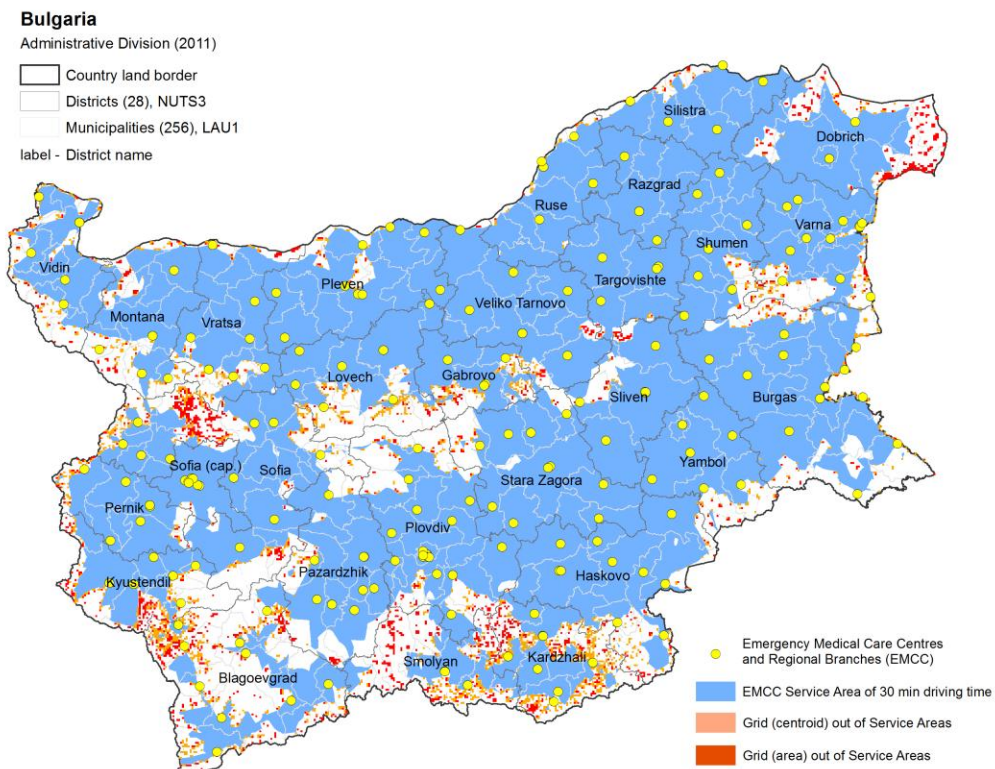 Bulgaria
Administrative Division (2011)
Country land border
Districts (28), NUTS3
Municipalities (256), LAU1
label - District name
Silistra
Dobrich
Razgrad
Ruse
Varna
Shumen
Vidin
Targovishte
Pleven
Veliko Tarnovo
Montana
Vratsa
Lovech
Gabrovo
Sliven
Burgas
Sofia (cap.)
Sofia
Yambol
Stara Zagora
Pernik
Plovdiv
Pazardzhik
Haskovo
Kyustendil
Smolyan
Kardzhali
Blagoevgrad
Emergency Medical Care Centres
and Regional Branches (EMCC)
EMCC Service Area of 30 min driving time
Grid (centroid) out of Service Areas
Grid (area) out of Service Areas